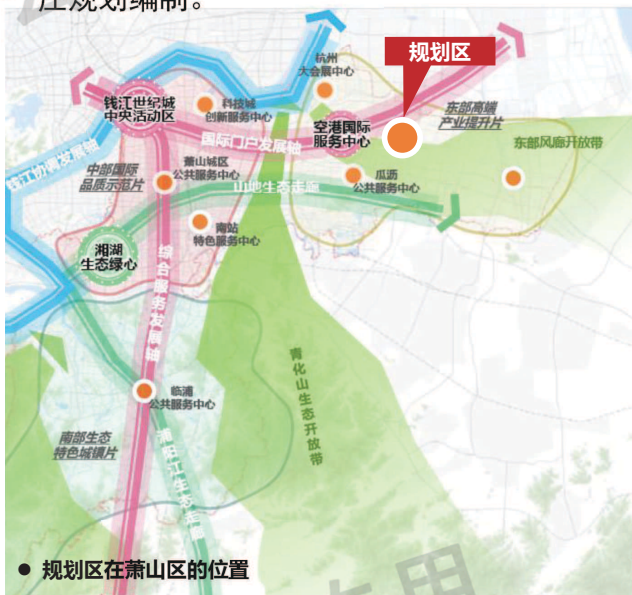 庄规划编制。
规划区
杭州
大会展中心
钱江世纪城
中央活动区
科技城
创新服务中心
空港国际
服务中心
东部高端
产业提升片
国际门户发展轴
东部风廊开放带
钱江协调发展轴
中部国际
品质示范片
萧山城区
公共服务中心
瓜沥
公共服务中心
山地生态走廊
南站
特色服务中心
湘湖
生态绿心
综合服务发展轴
青化山生态开放带
临浦
公共服务中心
南部生态
特色城镇片
浦阳江生态走廊
● 规划区在萧山区的位置